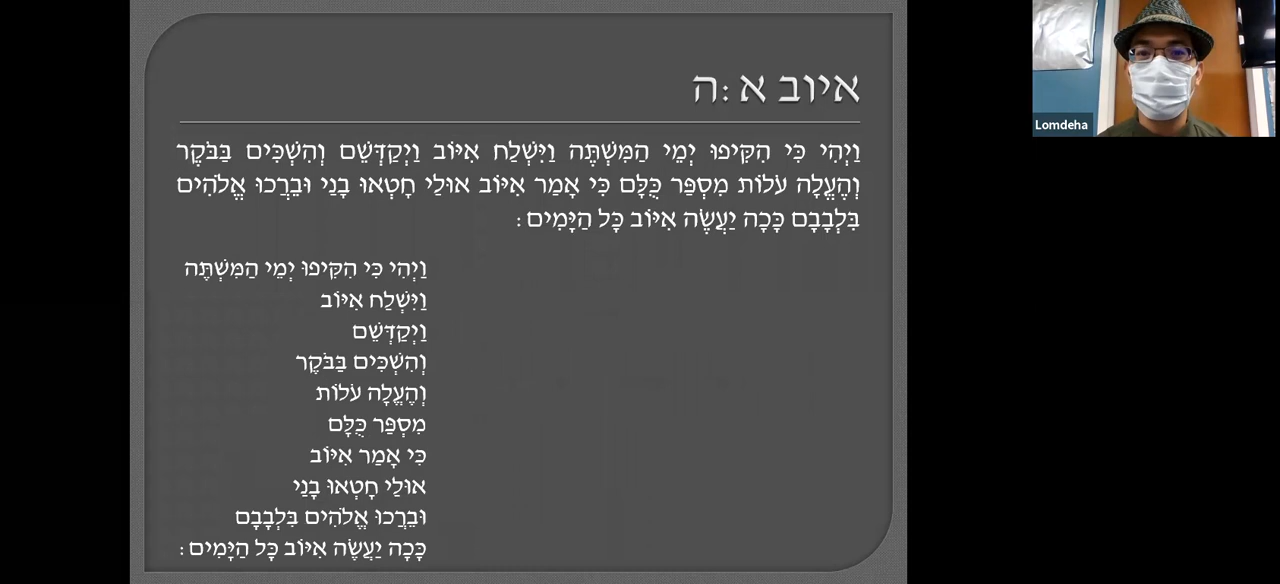 איוב א:ה
וַיְהִי כִּי הִקִּיפוּ יְמֵי הַמִּשְׁתֶּה וַיִּשְׁלַח אִיּוֹב וַיְקַדְּשֵׁם וְהִשְׁכִּים בַּבֹּקֶר
וְהֶעֱלָה עֹלוֹת מִסְפַּר כֻּלָּם כִּי אָמַר אִיּוֹב אוּלַי חָטְאוּ בָנַי וּבֵרֲכוּ אֱלֹהִים
בִּלְבָבָם כָּכָה יַעֲשֶׂה אִיּוֹב כָּל הַיָּמִים:
וַיְהִי כִּי הִקִּיפוּ יְמֵי הַמִּשְׁתֶּה
וַיִּשְׁלַח אִיּוֹב
וַיְקַדְּשֵׁם
וְהִשְׁכִּים בַּבֹּקֶר
וְהֶעֱלָה עֹלוֹת
מִסְפַּר כֻּלָּם
כִּי אָמַר אִיּוֹב
אוּלַי חָטְאוּ בָנַי
וּבֵרֲכוּ אֱלֹהִים בִּלְבָבָם
כָּכָה יַעֲשֶׂה אִיּוֹב כָּל הַיָּמִים:
Lomdeha